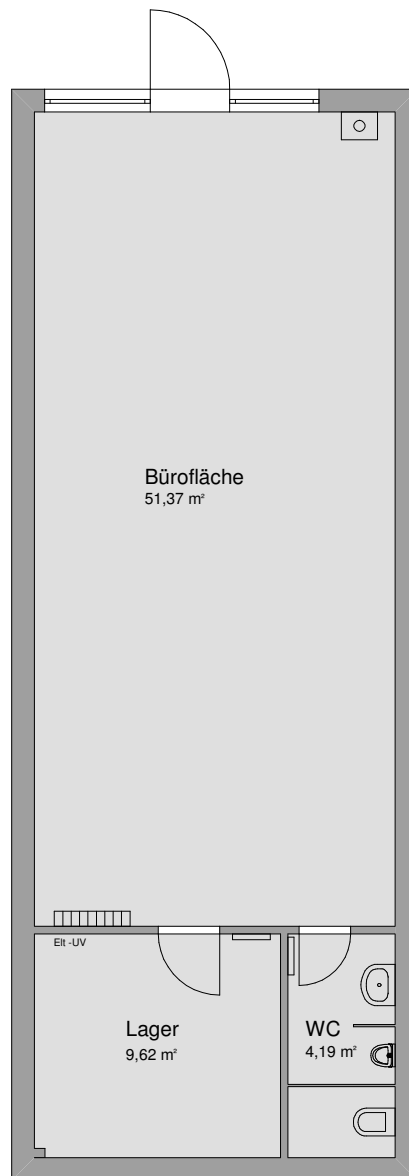 Bürofläche
51,37 m²
Elt -UV
Lager
9,62 m²
WC
4,19 m²